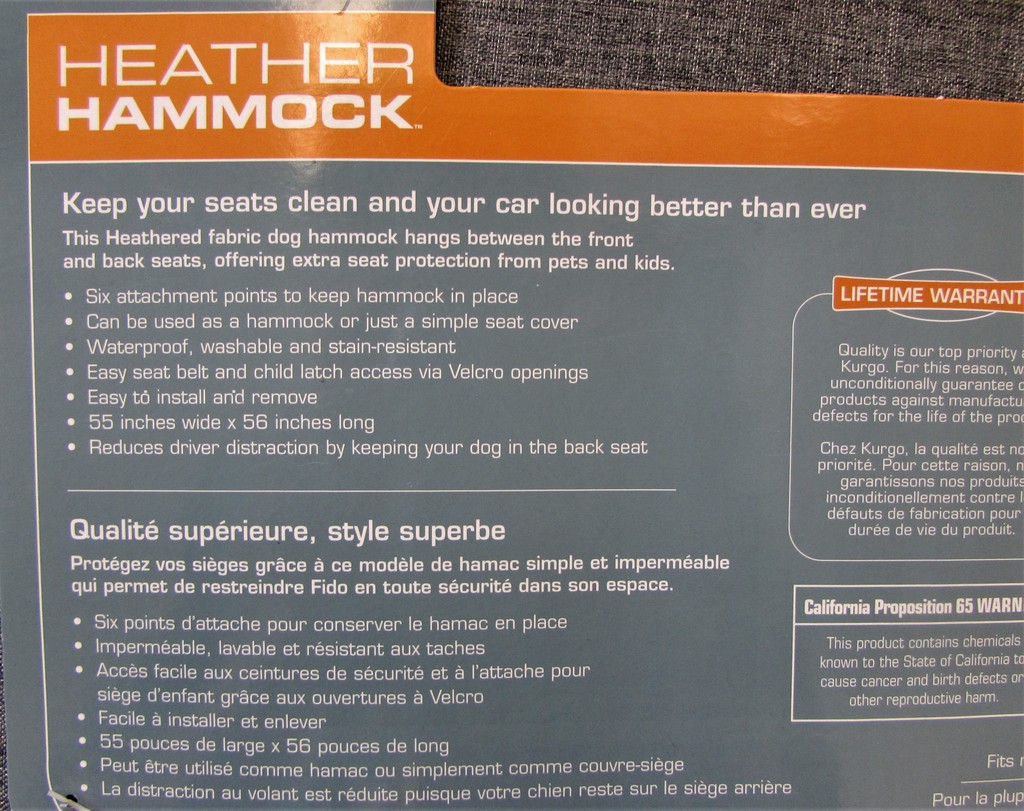 HEATHER
HAMMOCK™
Keep your seats clean and your car looking better than ever
This Heathered fabric dog hammock hangs between the front
and back seats, offering extra seat protection from pets and kids.
• Six attachment points to keep hammock in place
• Can be used as a hammock or just a simple seat cover
• Waterproof, washable and stain-resistant
• Easy seat belt and child latch access via Velcro openings
• Easy to install and remove
• 55 inches wide x 56 inches long
• Reduces driver distraction by keeping your dog in the back seat
Qualité supérieure, style superbe
Protégez vos sièges grâce à ce modèle de hamac simple et imperméable
qui permet de restreindre Fido en toute sécurité dans son espace.
• Six points d'attache pour conserver le hamac en place
• Imperméable, lavable et résistant aux taches
• Accès facile aux ceintures de sécurité et à l'attache pour
siège d'enfant grâce aux ouvertures à Velcro
• Facile à installer et enlever
• 55 pouces de large x 56 pouces de long
• Peut être utilisé comme hamac ou simplement comme couvre-siège
• La distraction au volant est réduite puisque votre chien reste sur le siège arrière
LIFETIME WARRANT
Quality is our top priority
Kurgo. For this reason,
unconditionally guarantee
products against
defects for the life of the
Chez Kurgo, la qualité est
priorité. Pour cette raison,
garantissons nos produits
inconditionellement contre
défauts de fabrication pour
durée de vie du produit.
California Proposition 65 WARN
This product contains chemicals
known to the State of California to
cause cancer and birth defects or
other reproductive harm.
Fits
Pour la